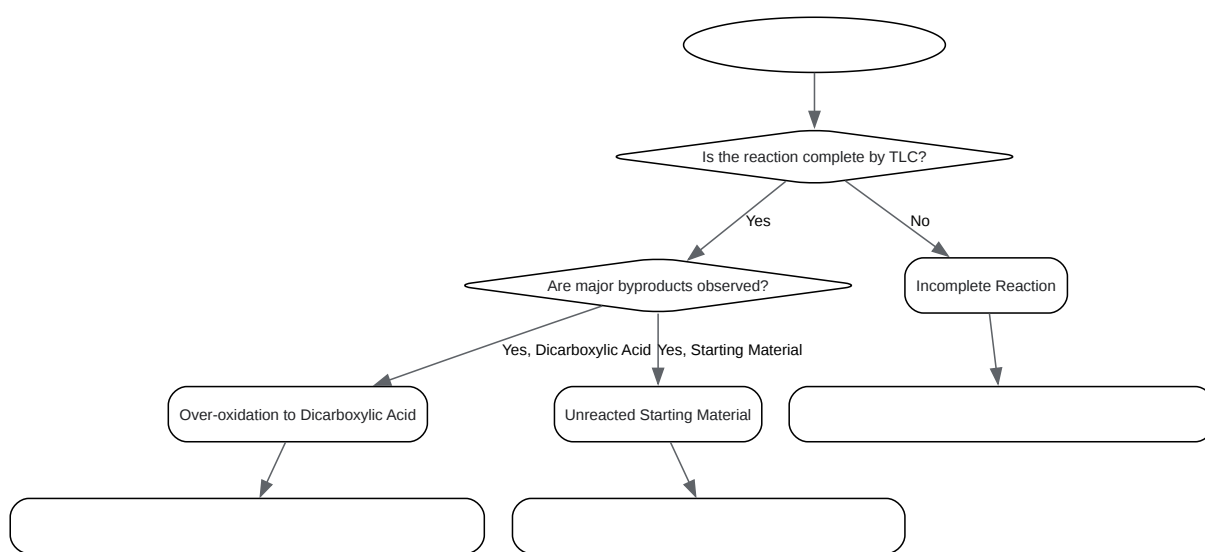 Is the reaction complete by TLC?
Yes
No
Are major byproducts observed?
Incomplete Reaction
Yes, Dicarboxylic Acid
Yes, Starting Material
Over-oxidation to Dicarboxylic Acid
Unreacted Starting Material